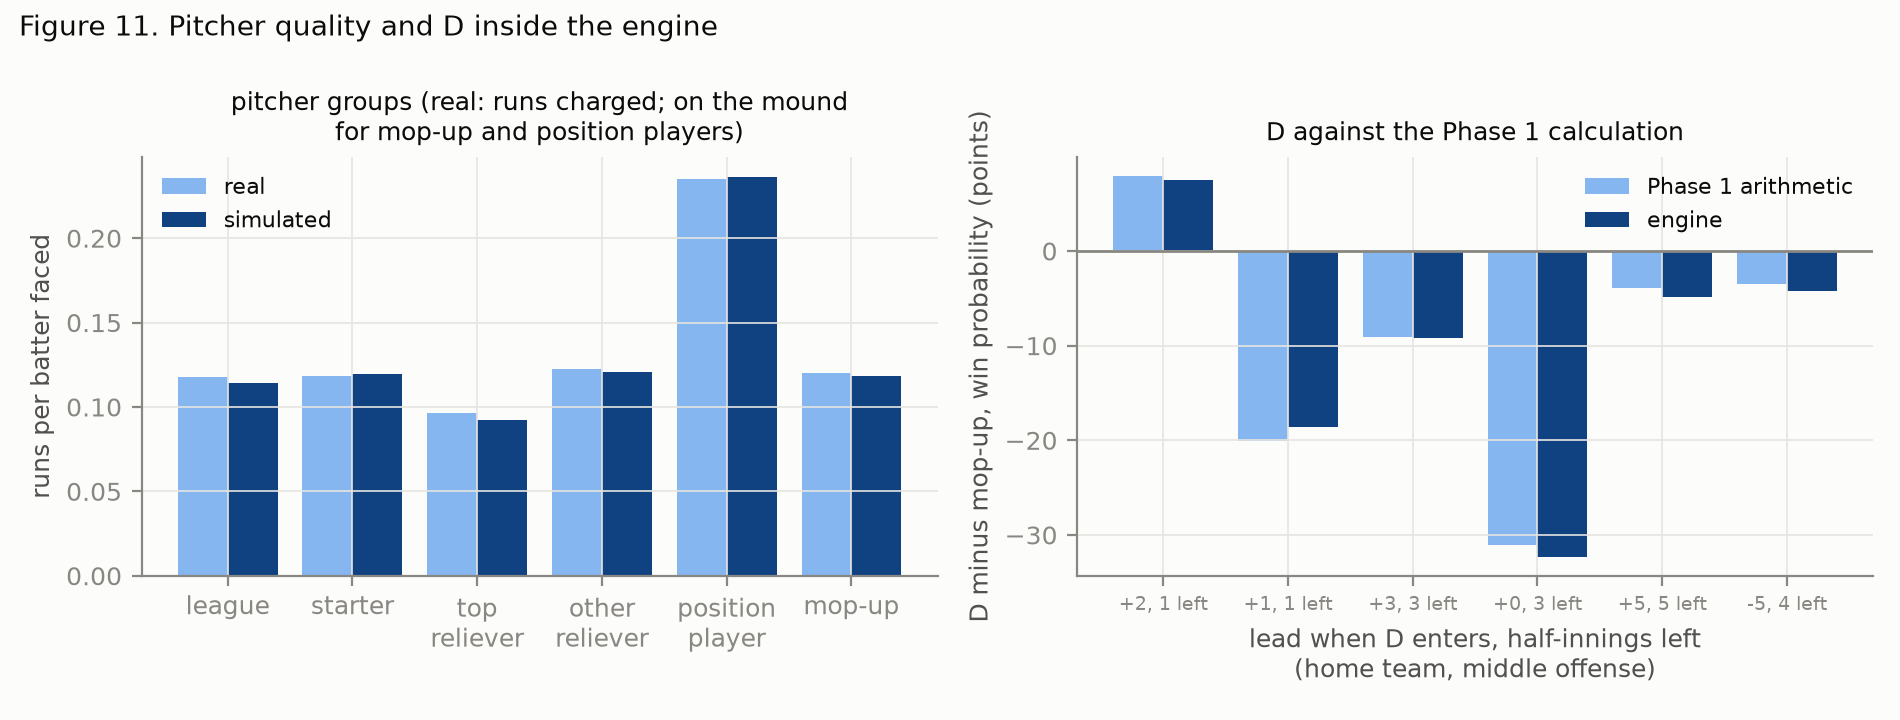 Figure 11. Pitcher quality and D inside the engine
pitcher groups (real: runs charged; on the mound
for mop-up and position players)
real
simulated
runs per batter faced
0.20
0.15
0.10
0.05
0.00
league
starter
top
reliever
other
reliever
position
player
mop-up
D against the Phase 1 calculation
Phase 1 arithmetic
engine
D minus mop-up, win probability (points)
0
−10
−20
−30
+2, 1 left
+1, 1 left
+3, 3 left
+0, 3 left
+5, 5 left
-5, 4 left
lead when D enters, half-innings left
(home team, middle offense)